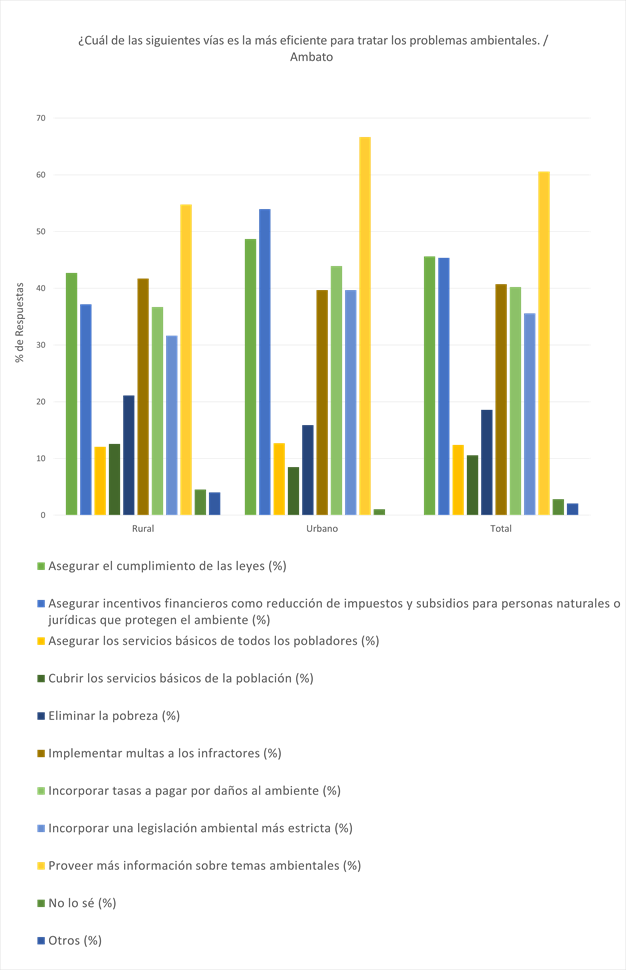 ¿Cuál de las siguientes vías es la más eficiente para tratar los problemas ambientales. /
Ambato
70
60
50
40
30
20
10
0
% de Respuestas
Rural
Urbano
Total
Asegurar el cumplimiento de las leyes (%)
Asegurar incentivos financieros como reducción de impuestos y subsidios para personas naturales o
jurídicas que protegen el ambiente (%)
Asegurar los servicios básicos de todos los pobladores (%)
Cubrir los servicios básicos de la población (%)
Eliminar la pobreza (%)
Implementar multas a los infractores (%)
Incorporar tasas a pagar por daños al ambiente (%)
Incorporar una legislación ambiental más estricta (%)
Proveer más información sobre temas ambientales (%)
No lo sé (%)
Otros (%)